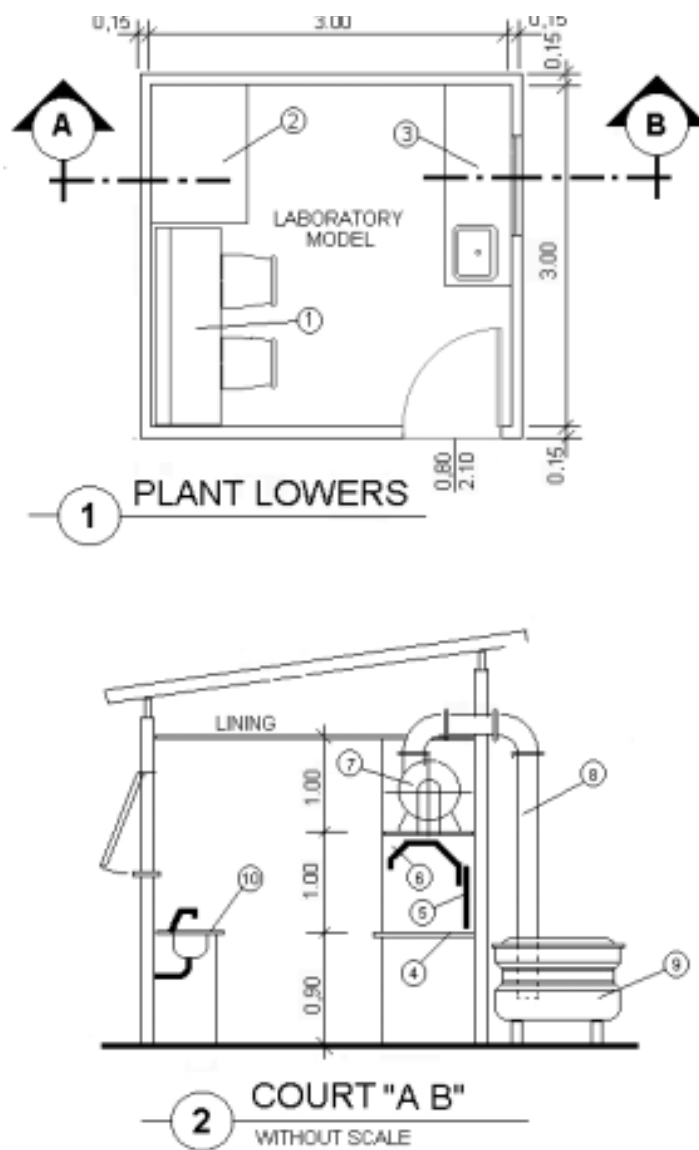 0,15
3.00
0,15
0,15
A
B
2
3
LABORATORY
MODEL
3.00
1
0,80
2.10
0.15
1
PLANT LOWERS
LINING
7
1.00
8
10
1.00
6
5
4
0,90
9
2
COURT "A B"
WITHOUT SCALE